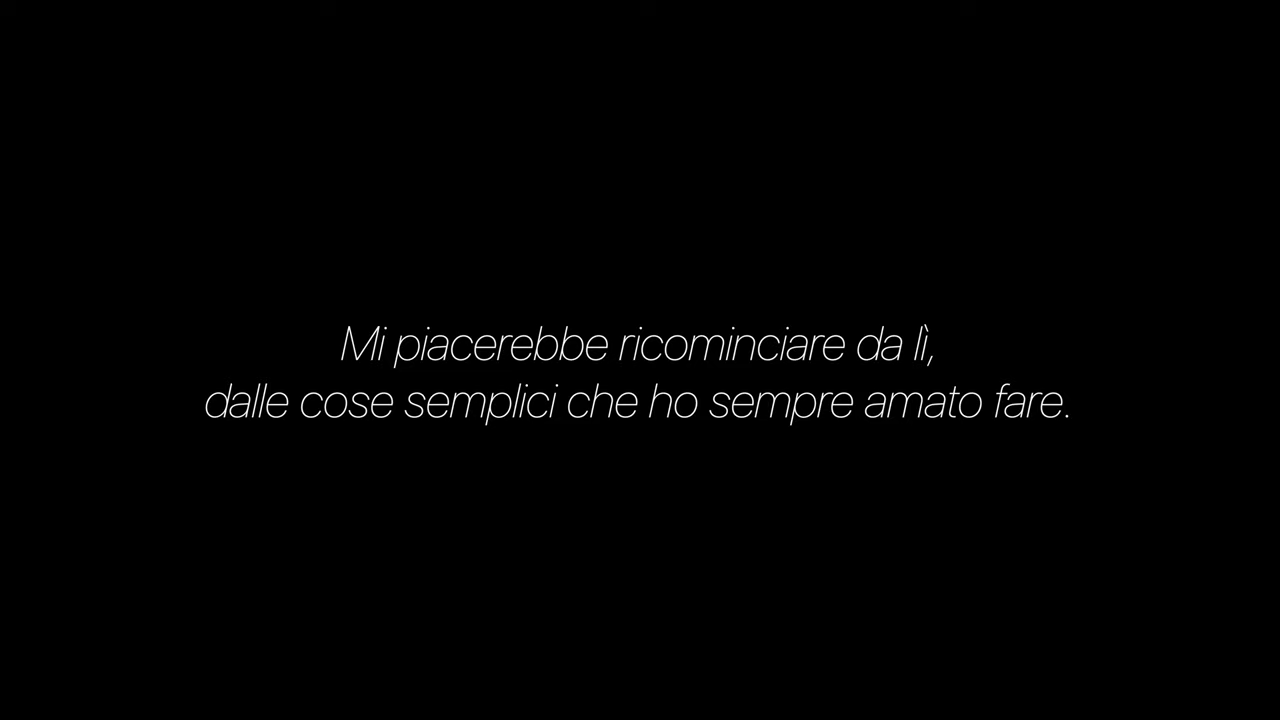 Mi piacerebbe ricominciare da lì,
dalle cose semplici che ho sempre amato fare.